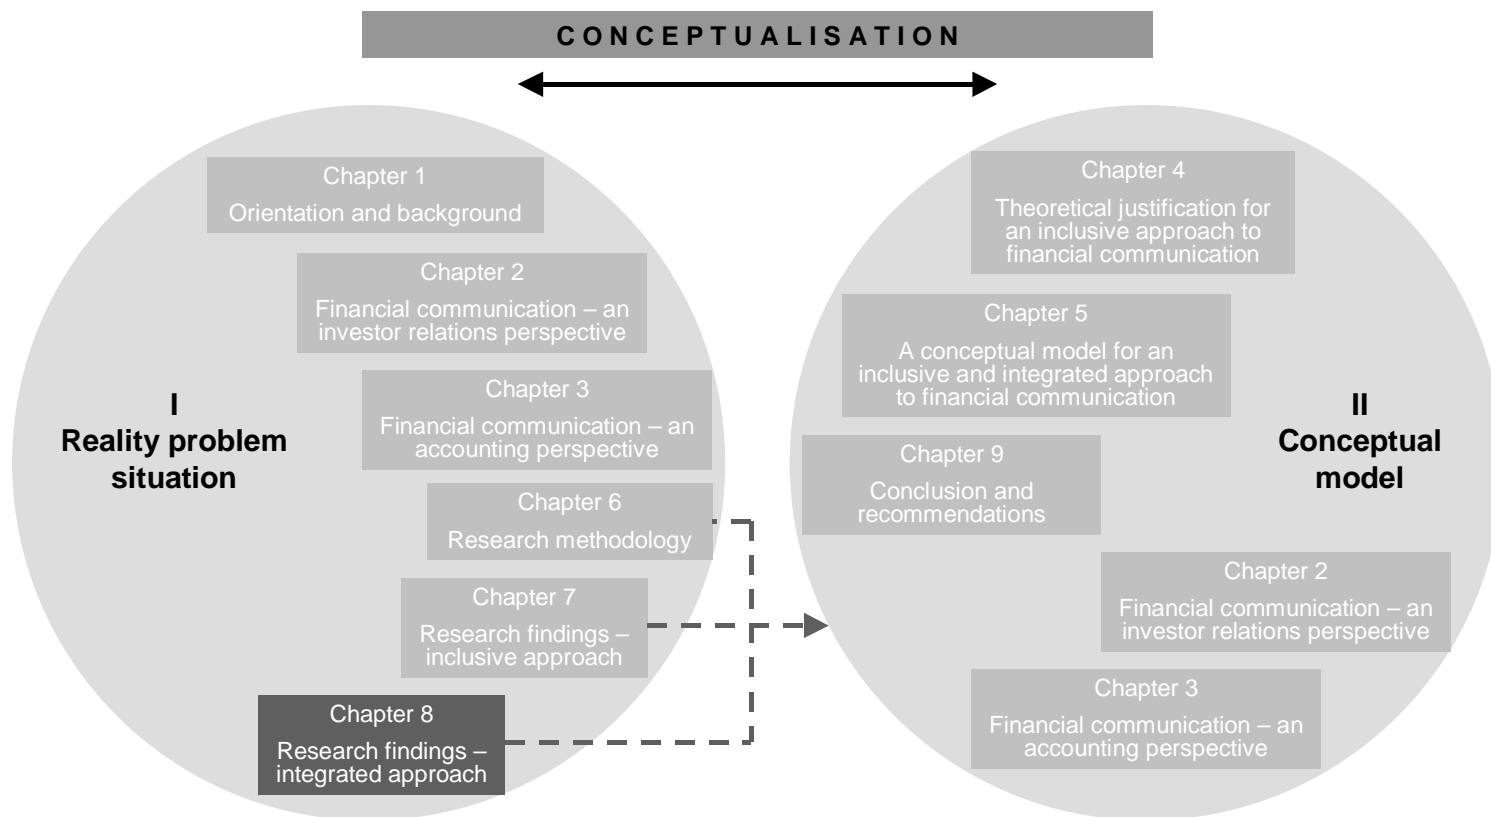 CONCEPTUALISATION
Chapter 1
Orientation and background
Chapter 2
Financial communication – an
investor relations perspective
Chapter 3
Financial communication – an
accounting perspective
I
Reality problem
situation
Chapter 6
Research methodology
Chapter 7
Research findings –
inclusive approach
Chapter 8
Research findings –
integrated approach
Chapter 4
Theoretical justification for
an inclusive approach to
financial communication
Chapter 5
A conceptual model for an
inclusive and integrated approach
to financial communication
II
Conceptual
model
Chapter 9
Conclusion and
recommendations
Chapter 2
Financial communication – an
investor relations perspective
Chapter 3
Financial communication – an
accounting perspective